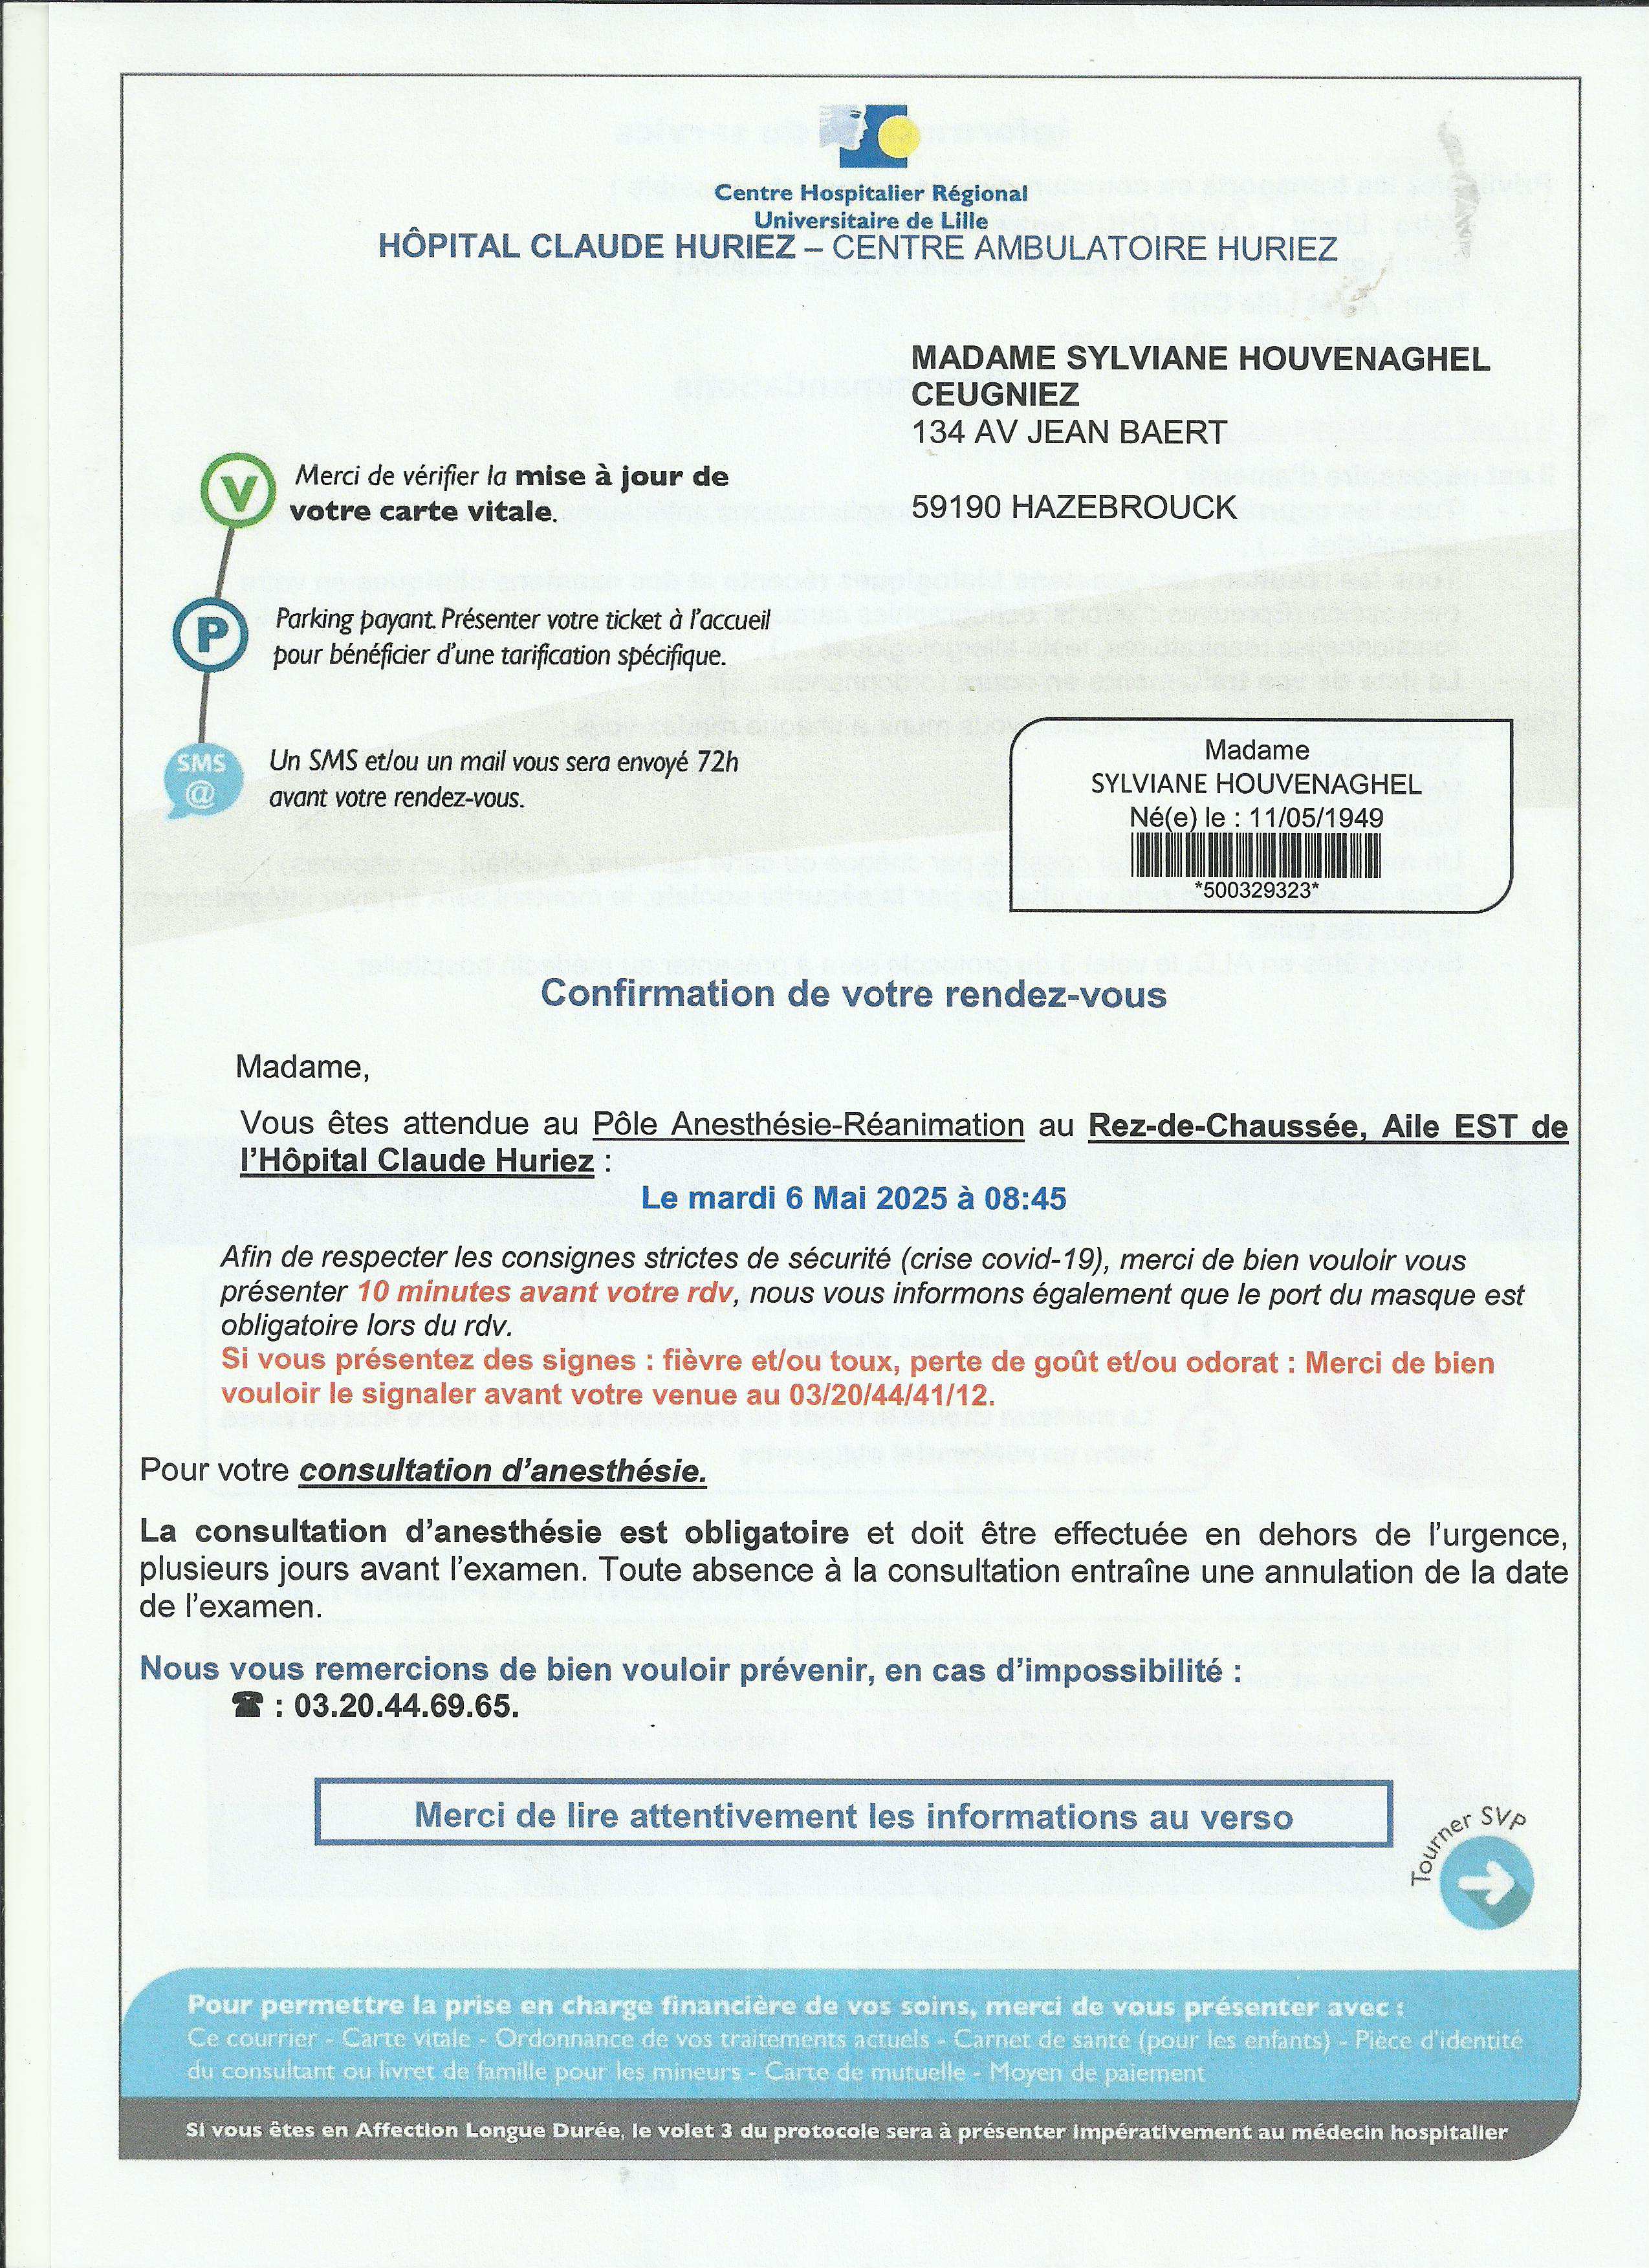 Centre Hospitalier Régional
Universitaire de Lille
HÔPITAL CLAUDE HURIEZ – CENTRE AMBULATOIRE HURIEZ
MADAME SYLVIANE HOUVENAGHEL
CEUGNIEZ
134 AV JEAN BAERT
59190 HAZEBROUCK
V
Merci de vérifier la mise à jour de
votre carte vitale.
P
Parking payant. Présenter votre ticket à l'accueil
pour bénéficier d'une tarification spécifique.
SMS
@
Un SMS et/ou un mail vous sera envoyé 72h
avant votre rendez-vous.
Madame
SYLVIANE HOUVENAGHEL
Né(e) le : 11/05/1949
*500329323*
Confirmation de votre rendez-vous
Madame,
Vous êtes attendue au Pôle Anesthésie-Réanimation au Rez-de-Chaussée, Aile EST de
l'Hôpital Claude Huriez :
Le mardi 6 Mai 2025 à 08:45
Afin de respecter les consignes strictes de sécurité (crise covid-19), merci de bien vouloir vous
présenter 10 minutes avant votre rdv, nous vous informons également que le port du masque est
obligatoire lors du rdv.
Si vous présentez des signes : fièvre et/ou toux, perte de goût et/ou odorat : Merci de bien
vouloir le signaler avant votre venue au 03/20/44/41/12.
Pour votre consultation d'anesthésie.
La consultation d'anesthésie est obligatoire et doit être effectuée en dehors de l'urgence,
plusieurs jours avant l'examen. Toute absence à la consultation entraîne une annulation de la date
de l'examen.
Nous vous remercions de bien vouloir prévenir, en cas d'impossibilité :
☎ : 03.20.44.69.65.
Merci de lire attentivement les informations au verso
Tourner SVP
Pour permettre la prise en charge financière de vos soins, merci de vous présenter avec :
Ce courrier - Carte vitale - Ordonnance de vos traitements actuels - Carnet de santé (pour les enfants) - Pièce d'identité
du consultant ou livret de famille pour les mineurs - Carte de mutuelle - Moyen de paiement
Si vous êtes en Affection Longue Durée, le volet 3 du protocole sera à présenter impérativement au médecin hospitalier